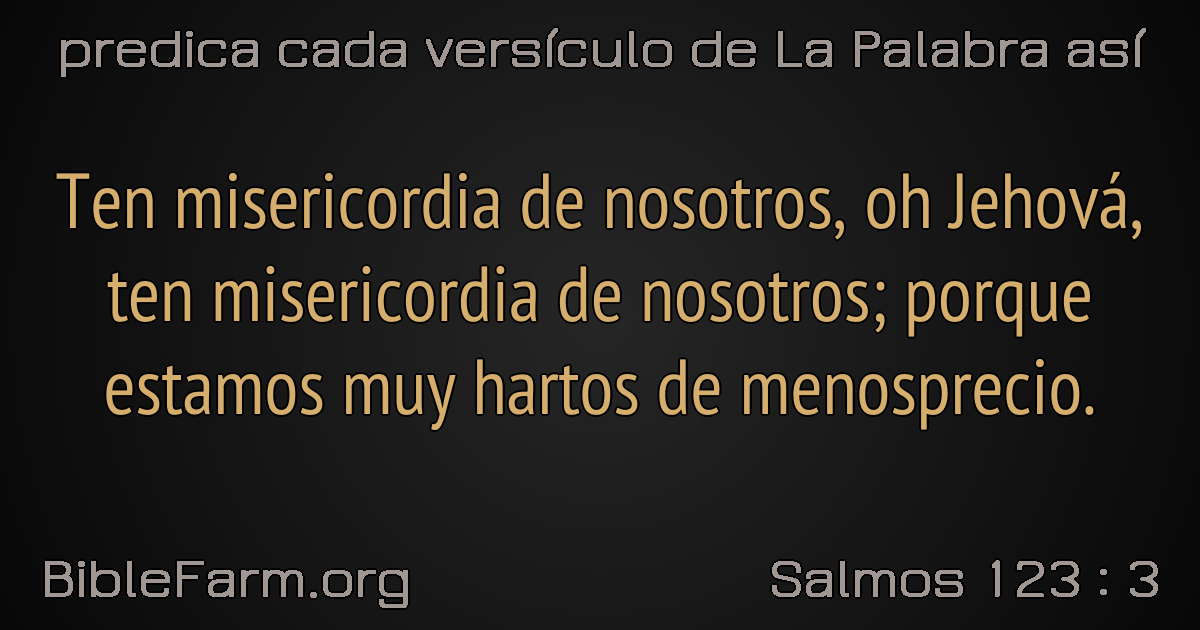 predica cada versículo de La Palabra así
Ten misericordia de nosotros, oh Jehová,
ten misericordia de nosotros; porque
estamos muy hartos de menosprecio.
BibleFarm.org
Salmos 123 : 3